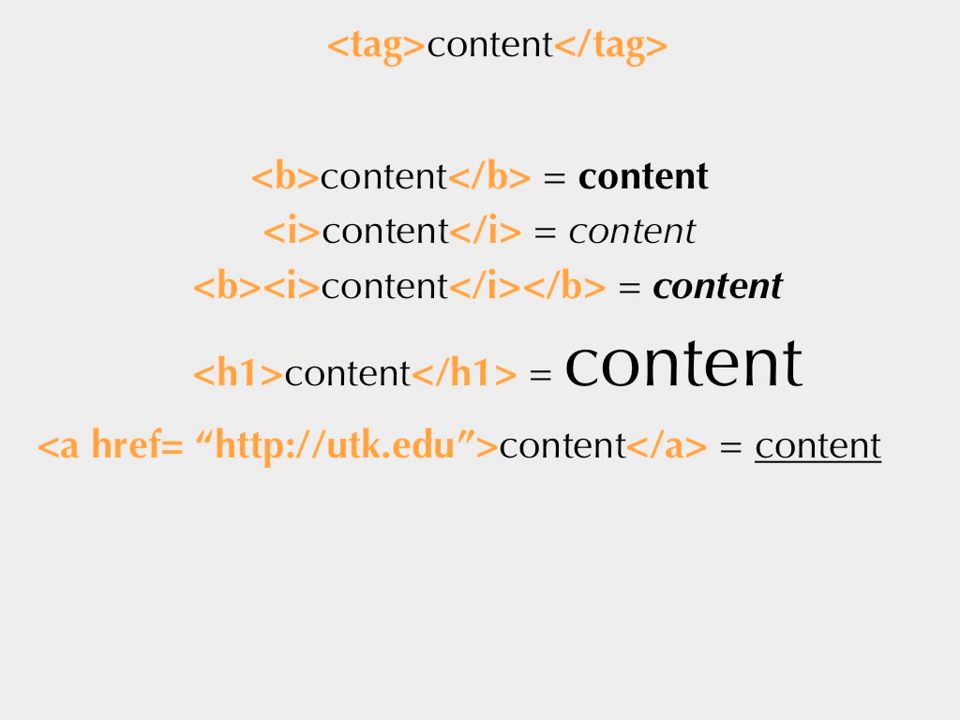 <tag>content</tag>
<b>content</b> = content
<i>content</i> = content
<b><i>content</i></b> = content
<h1>content</h1> = content
<a href= “http://utk.edu”>content</a> = content